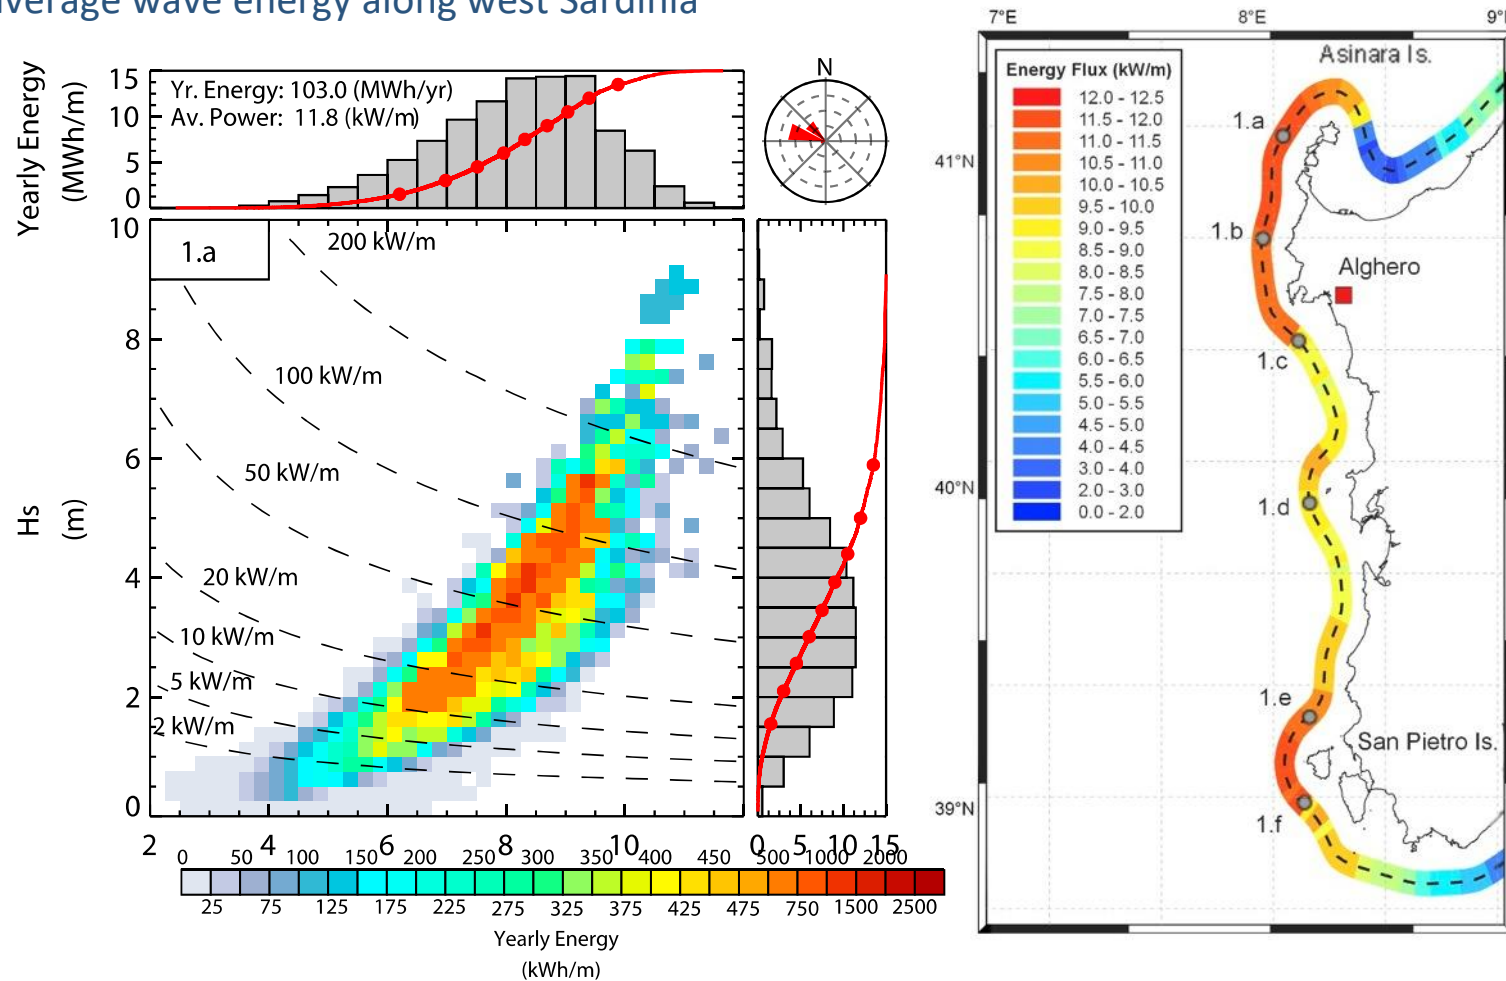 average wave energy along west Sardinia
Yearly Energy
(MWh/m)
15
10
5
0
Yr. Energy: 103.0 (MWh/yr)
Av. Power: 11.8 (kW/m)
N
1.a
Hs
(m)
10
8
6
4
2
0
200 kW/m
100 kW/m
50 kW/m
20 kW/m
10 kW/m
5 kW/m
2 kW/m
2 4 6 8 10
0 5 10 15
0 50 100 150 200 250 300 350 400 450 500 1000 2000
25 75 125 175 225 275 325 375 425 475 750 1500 2500
Yearly Energy
(kWh/m)
7°E 8°E 9°E
41°N
40°N
39°N
Energy Flux (kW/m)
12.0 - 12.5
11.5 - 12.0
11.0 - 11.5
10.5 - 11.0
10.0 - 10.5
9.5 - 10.0
9.0 - 9.5
8.5 - 9.0
8.0 - 8.5
7.5 - 8.0
7.0 - 7.5
6.5 - 7.0
6.0 - 6.5
5.5 - 6.0
5.0 - 5.5
4.5 - 5.0
4.0 - 4.5
3.0 - 4.0
2.0 - 3.0
0.0 - 2.0
Asinara Is.
1.a
1.b
Alghero
1.c
1.d
1.e
San Pietro Is.
1.f